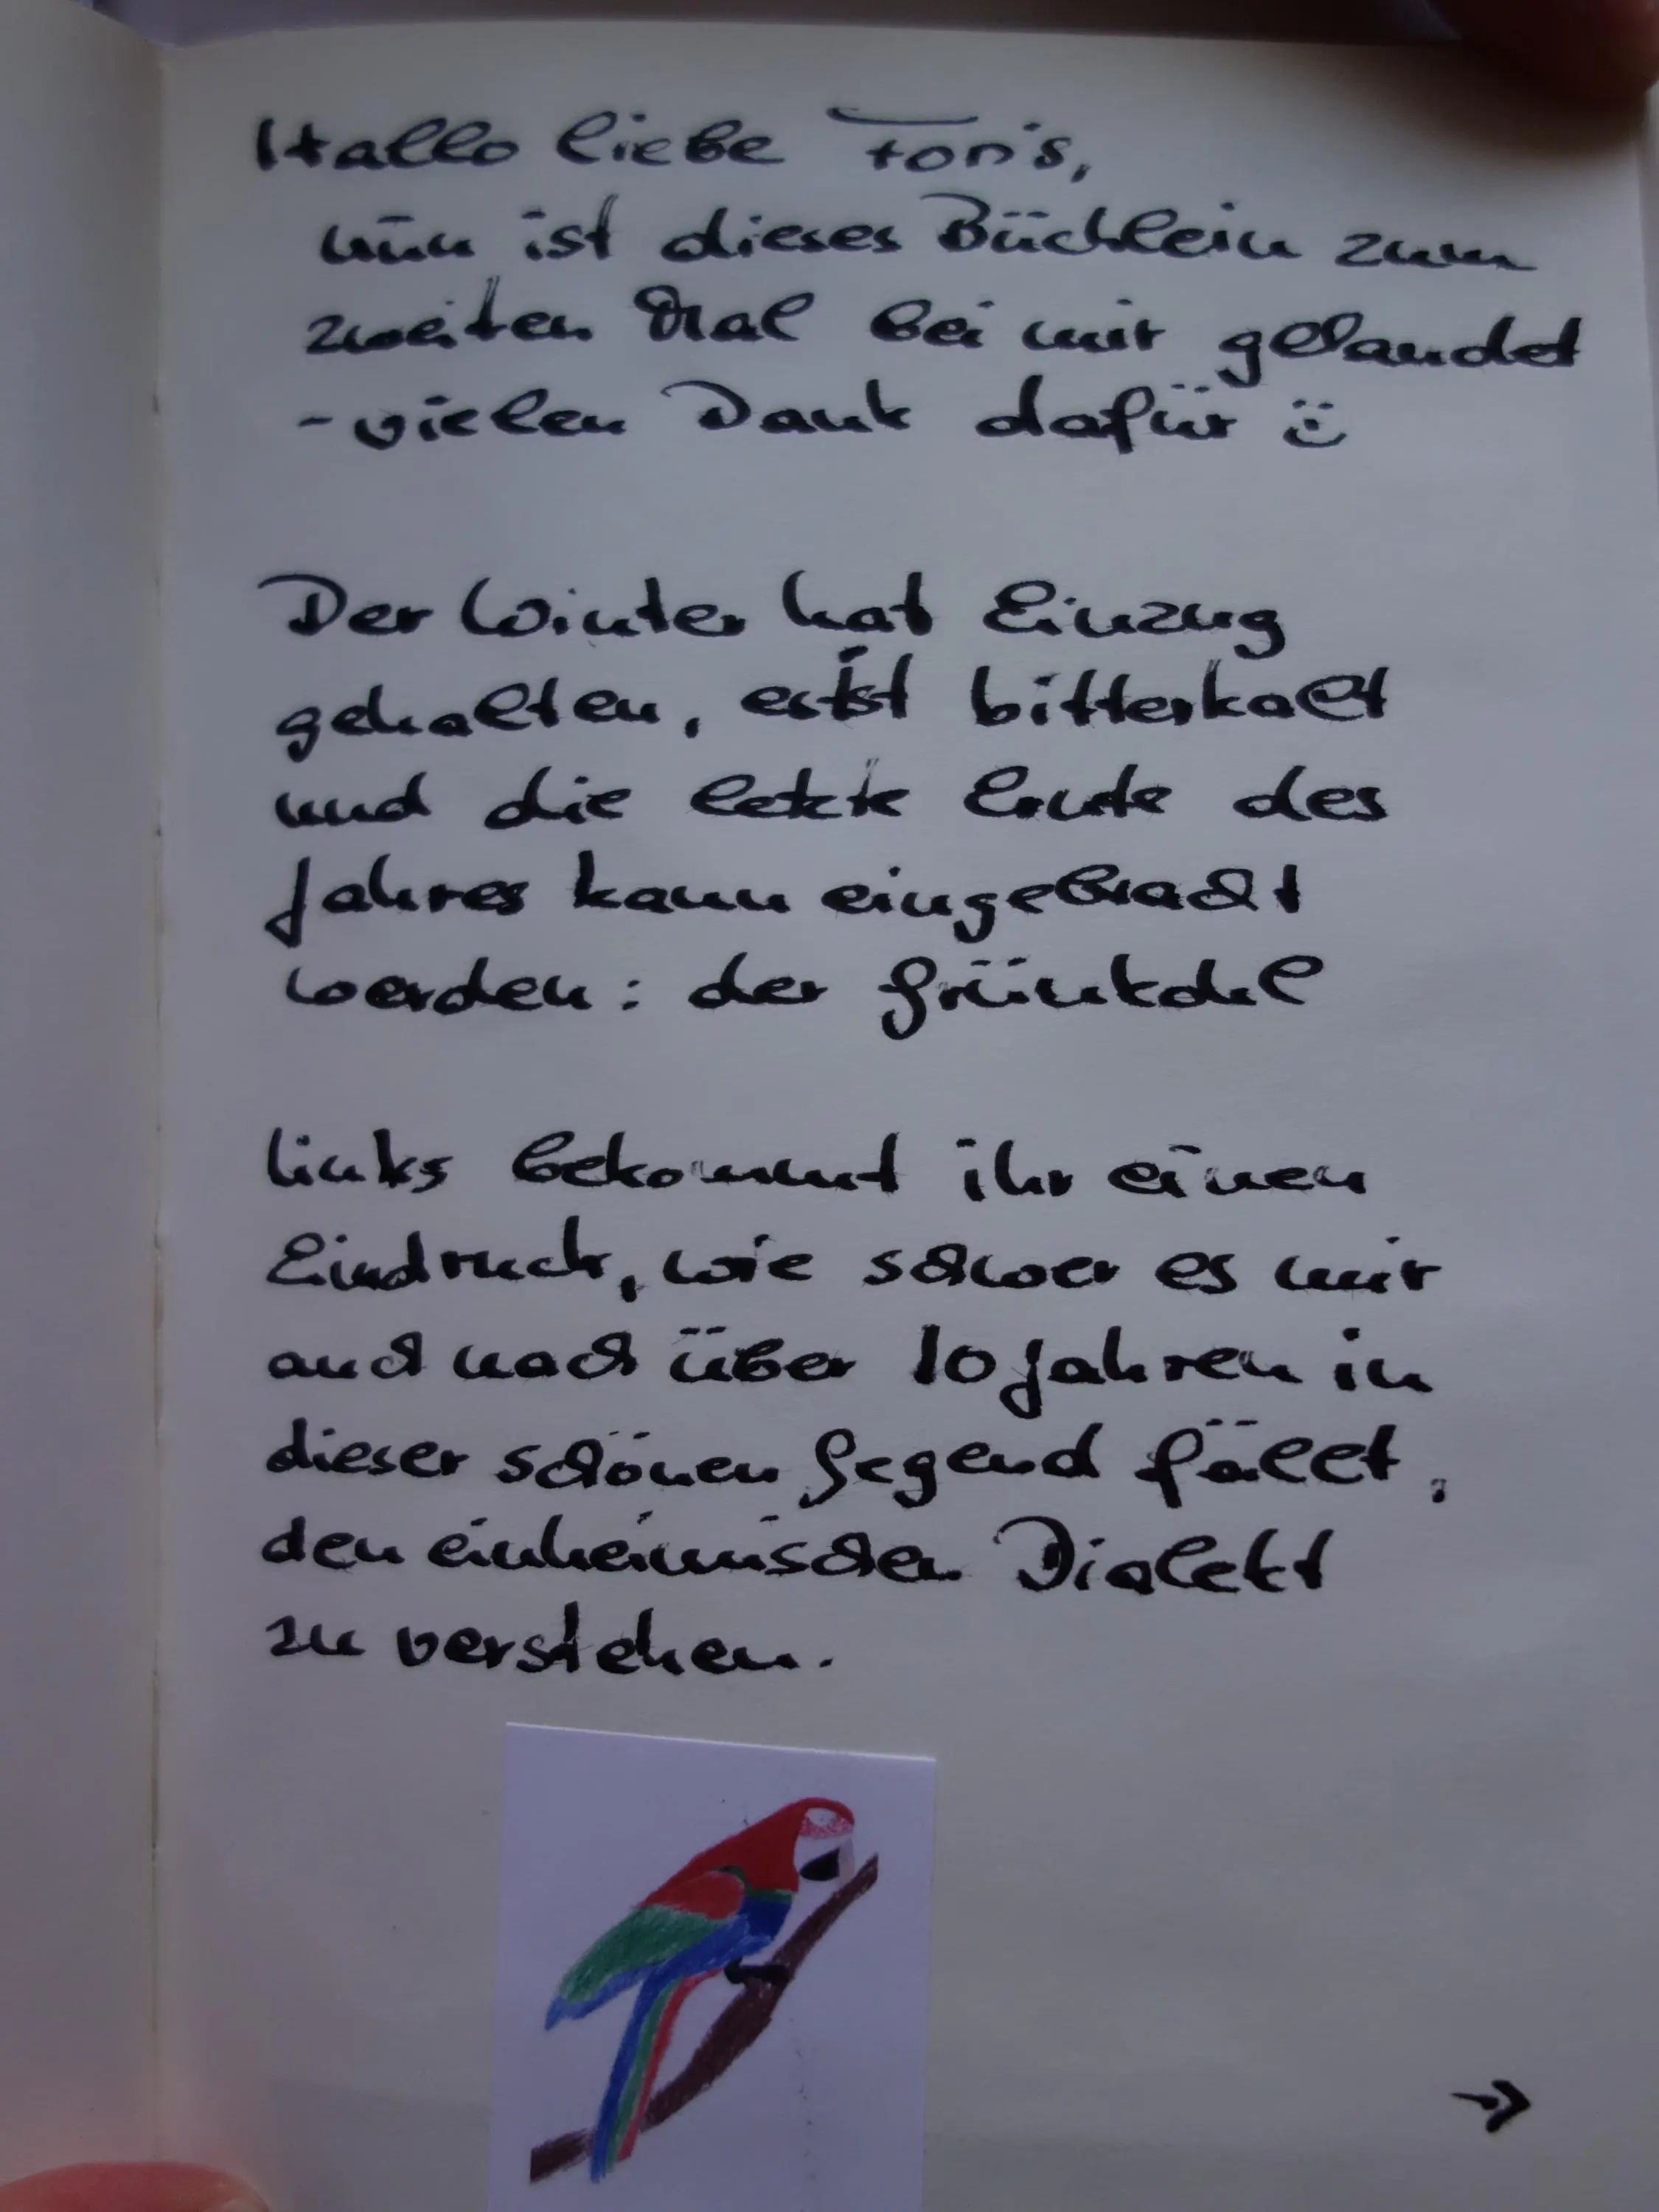 Hallo liebe Fori's,
nun ist dieses Büchlein zum
zweiten Mal bei mir gelandet
- vielen Dank dafür :)
Der Winter hat Einzug
gehalten, es ist bitterkalt
und die letzte Ernte des
Jahres kann eingebracht
werden: der Grünkohl
Links bekommt ihr einen
Eindruck, wie schwer es mir
auch nach über 10 Jahren in
dieser schönen Gegend fällt,
den einheimischen Dialekt
zu verstehen.